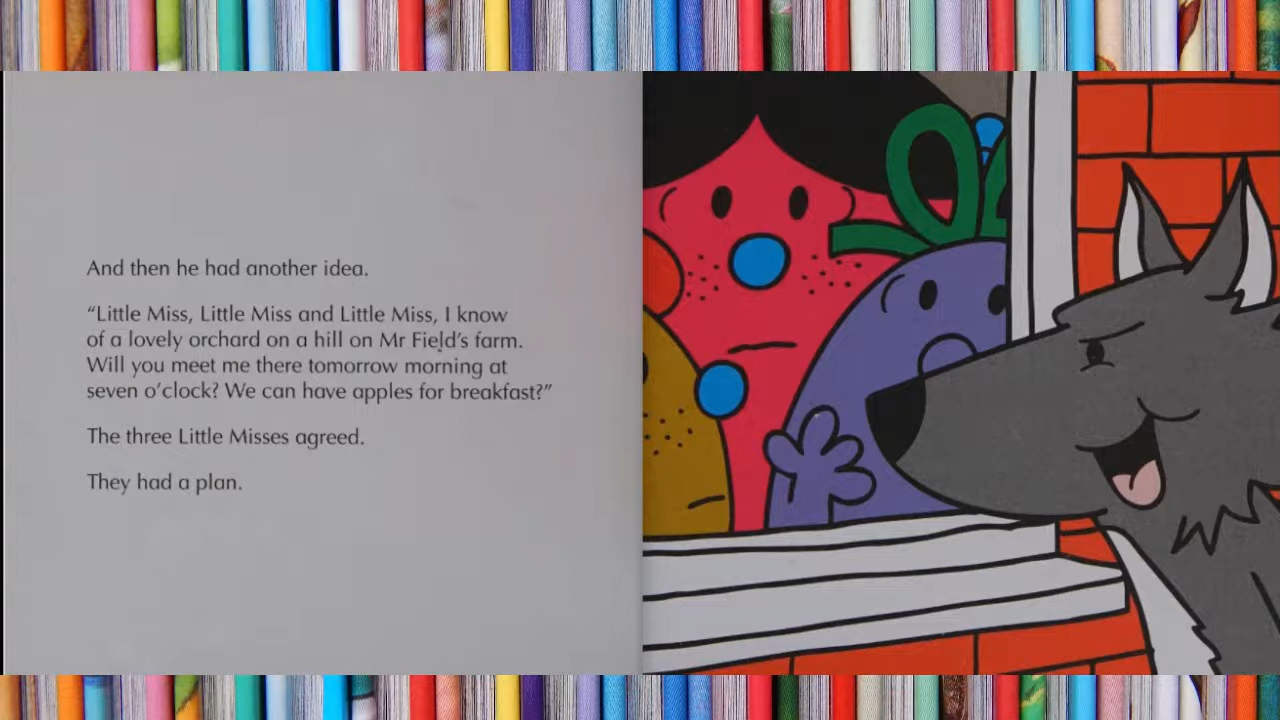 And then he had another idea.
“Little Miss, Little Miss and Little Miss, I know
of a lovely orchard on a hill on Mr Field’s farm.
Will you meet me there tomorrow morning at
seven o’clock? We can have apples for breakfast?”
The three Little Misses agreed.
They had a plan.